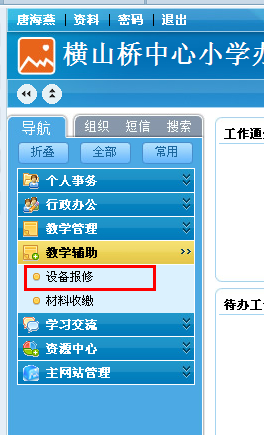 唐海燕 | 资料 | 密码 | 退出
横山桥中心小学办
导航 组织 短信 搜索
折叠 全部 常用
个人事务
行政办公
教学管理
教学辅助
设备报修
材料收缴
学习交流
资源中心
主网站管理
工作通
待办工